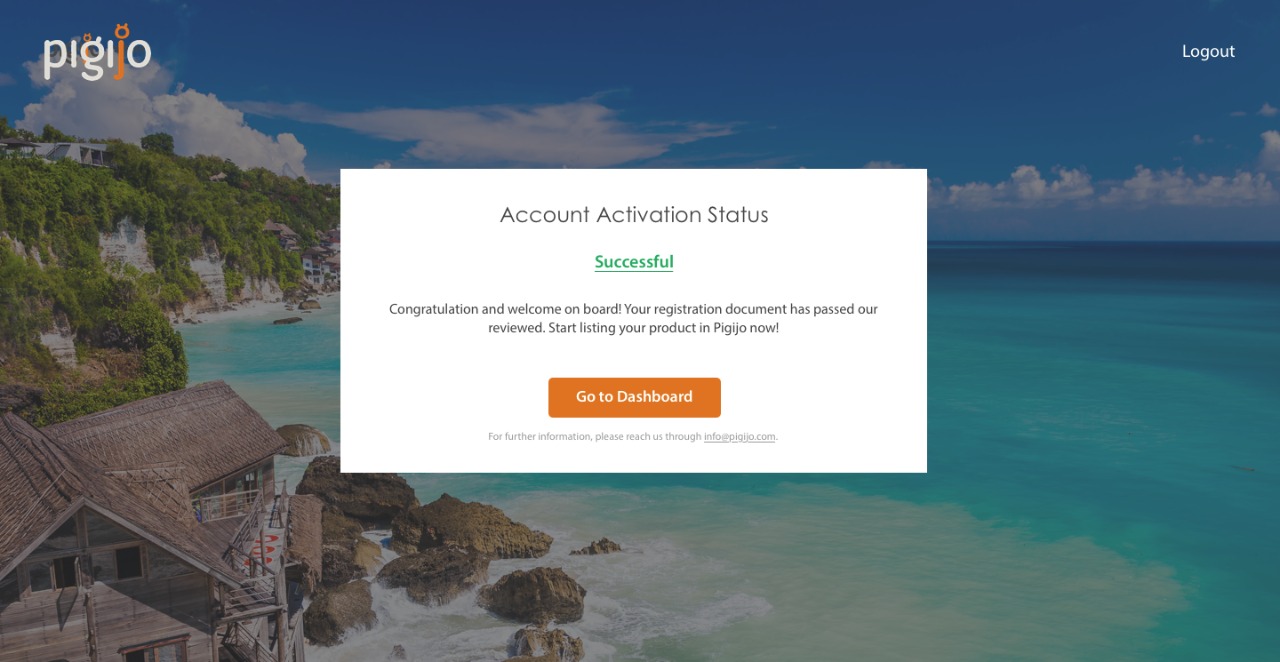 pigijo
Logout
Account Activation Status
Successful
Congratulation and welcome on board! Your registration document has passed our
reviewed. Start listing your product in Pigijo now!
Go to Dashboard
For further information, please reach us through info@pigijo.com.